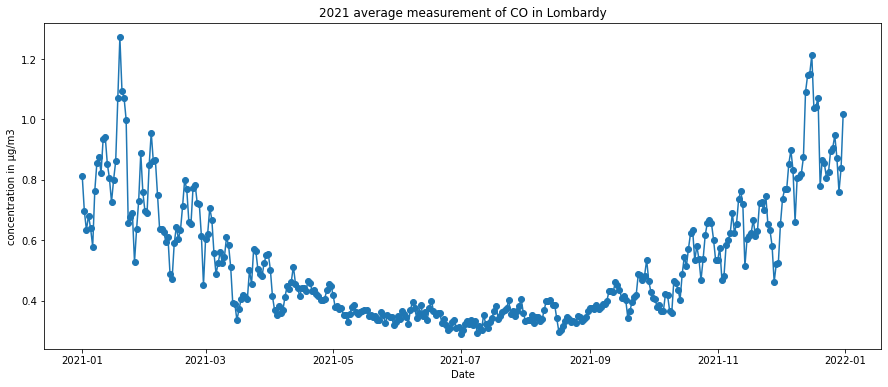 2021 average measurement of CO in Lombardy
concentration in µg/m3
1.2
1.0
0.8
0.6
0.4
2021-01 2021-03 2021-05 2021-07 2021-09 2021-11 2022-01
Date